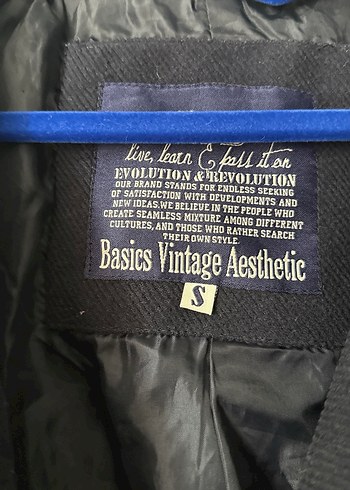 live, learn & pass it on
EVOLUTION & REVOLUTION
OUR BRAND STANDS FOR ENDLESS SEEKING
OF SATISFACTION WITH DEVELOPMENTS AND
NEW IDEAS.WE BELIEVE IN THE PEOPLE WHO
CREATE SEAMLESS MIXTURE AMONG DIFFERENT
CULTURES, AND THOSE WHO RATHER SEARCH
THEIR OWN STYLE.
Basics Vintage Aesthetic
S